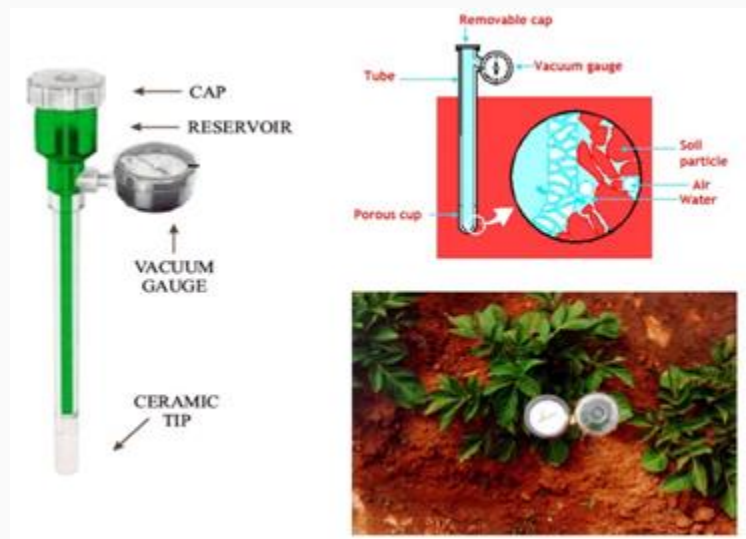 CAP
RESERVOIR
VACUUM
GAUGE
CERAMIC
TIP
Removable cap
Tube
Vacuum gauge
Soil
particle
Air
Water
Porous cup